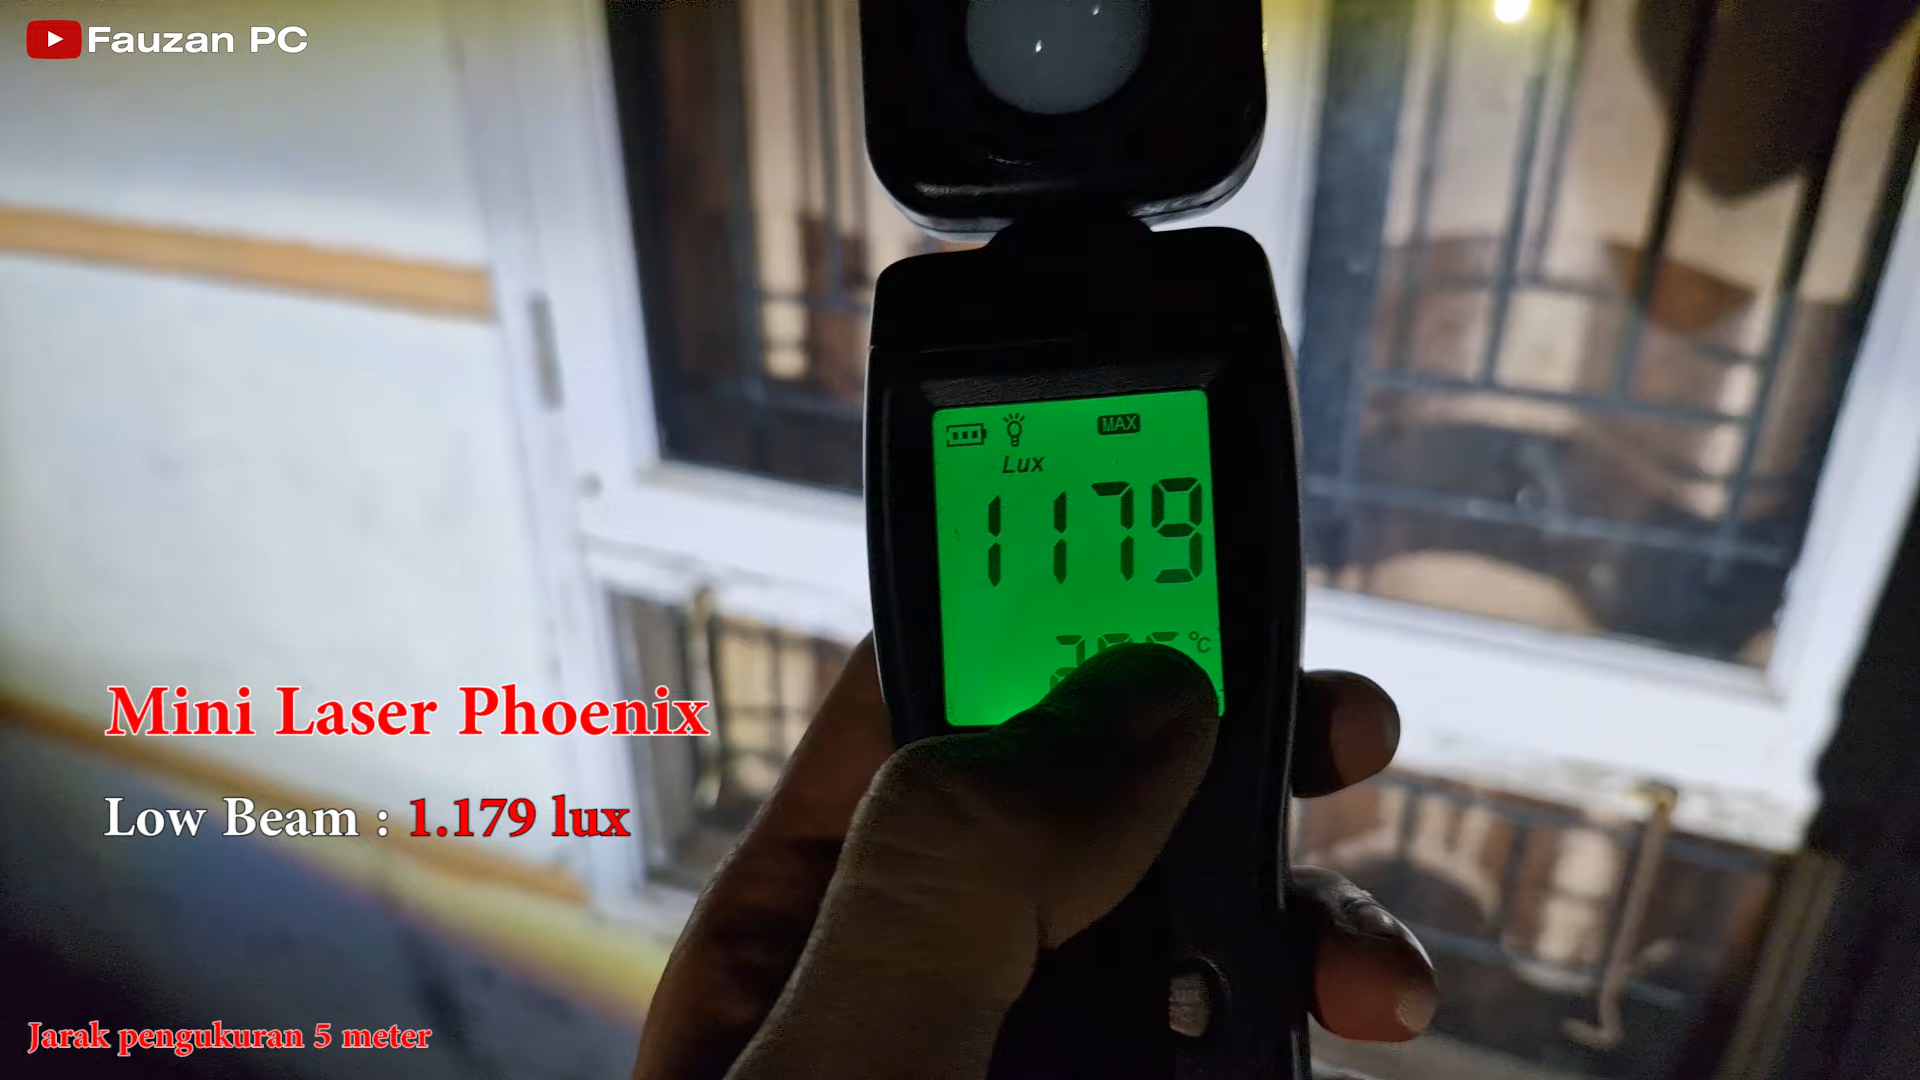 Fauzan PC
MAX
Lux
1179
°C
Mini Laser Phoenix
Low Beam : 1.179 lux
Jarak pengukuran 5 meter